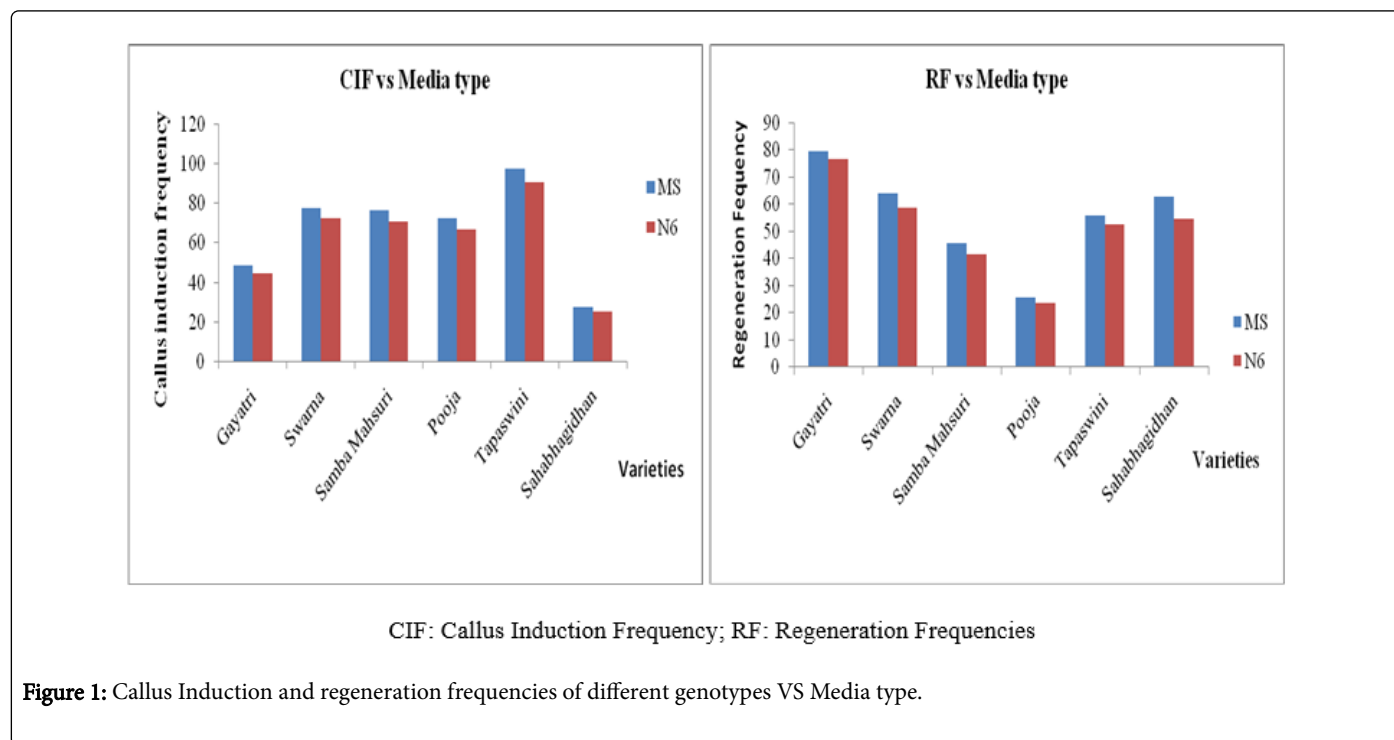 CIF vs Media type
Callus induction frequency
120
100
80
60
40
20
0
MS
N6
Gayatri
Swarna
Samba Mahsuri
Pooja
Tapaswini
Sahabhagidhan
Varieties
RF vs Media type
Regeneration Fequency
90
80
70
60
50
40
30
20
10
0
MS
N6
Gayatri
Swarna
Samba Mahsuri
Pooja
Tapaswini
Sahabhagidhan
Varieties
CIF: Callus Induction Frequency; RF: Regeneration Frequencies
Figure 1: Callus Induction and regeneration frequencies of different genotypes VS Media type.